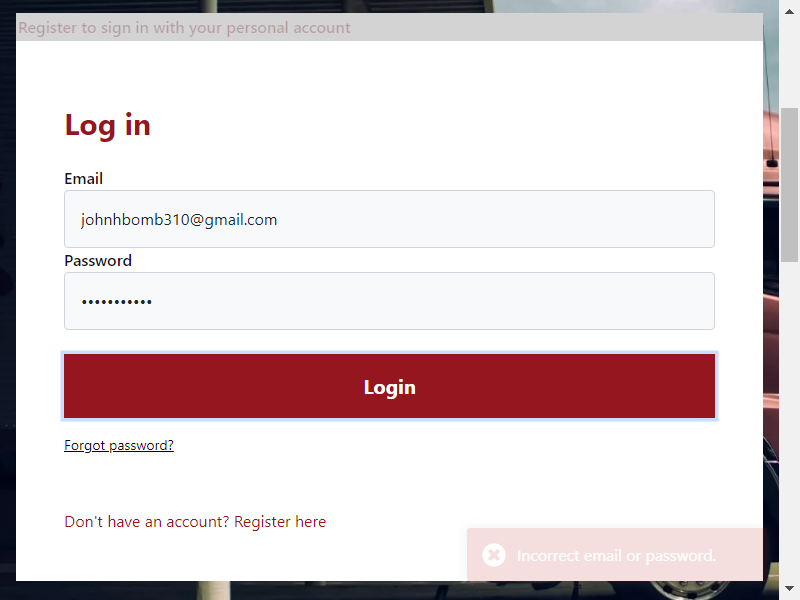 Register to sign in with your personal account
Log in
Email
johnhbomb310@gmail.com
Password
•••••••••••
Login
Forgot password?
Don't have an account? Register here
Incorrect email or password.